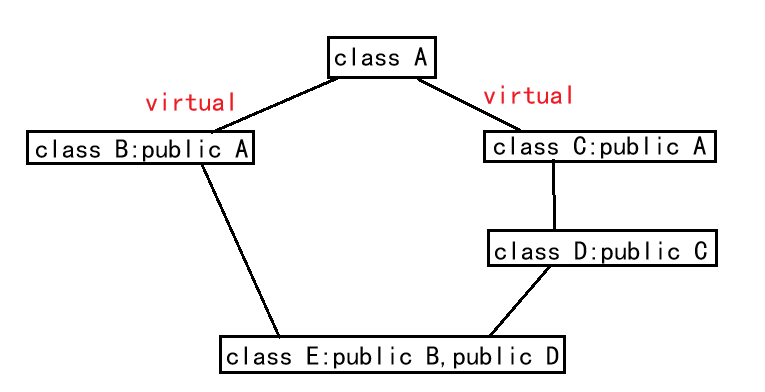 class A
virtual
virtual
class B:public A
class C:public A
class D:public C
class E:public B,public D